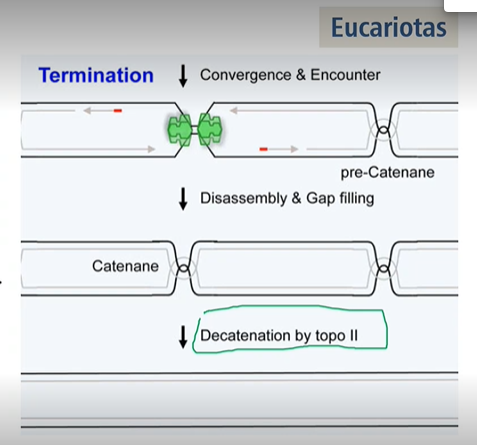 Eucariotas
Termination
Convergence & Encounter
pre-Catenane
Disassembly & Gap filling
Catenane
Decatenation by topo II